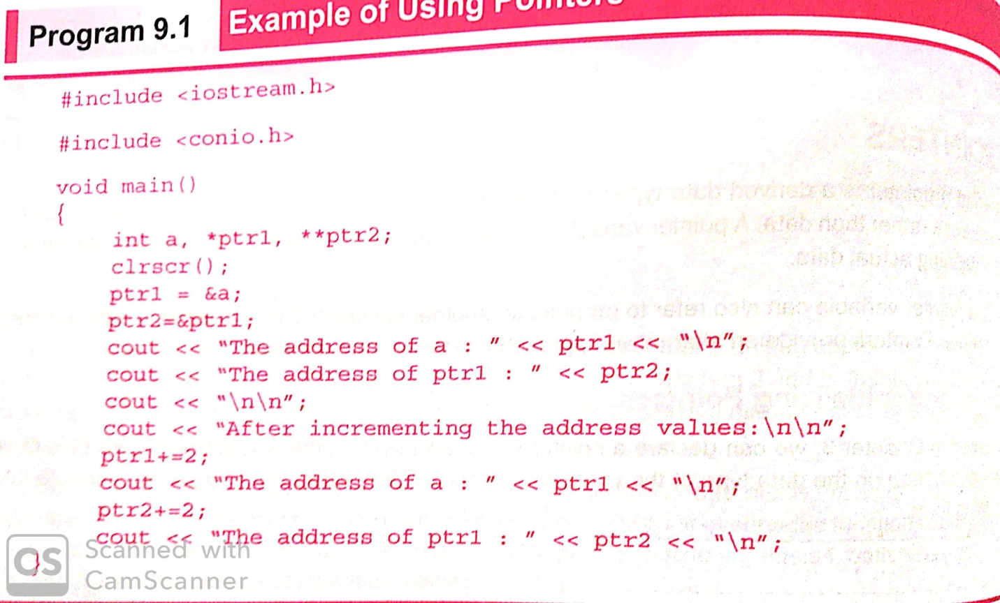 Program 9.1
Example of Using Pointers
#include <iostream.h>
#include <conio.h>
void main()
{
int a, *ptr1, **ptr2;
clrscr();
ptr1 = &a;
ptr2=&ptr1;
cout << "The address of a : " << ptr1 << "\n";
cout << "The address of ptr1 : " << ptr2;
cout << "\n\n";
cout << "After incrementing the address values:\n\n";
ptr1+=2;
cout << "The address of a : " << ptr1 << "\n";
ptr2+=2;
cout << "The address of ptr1 : " << ptr2 << "\n";
}
CS Scanned with
CamScanner